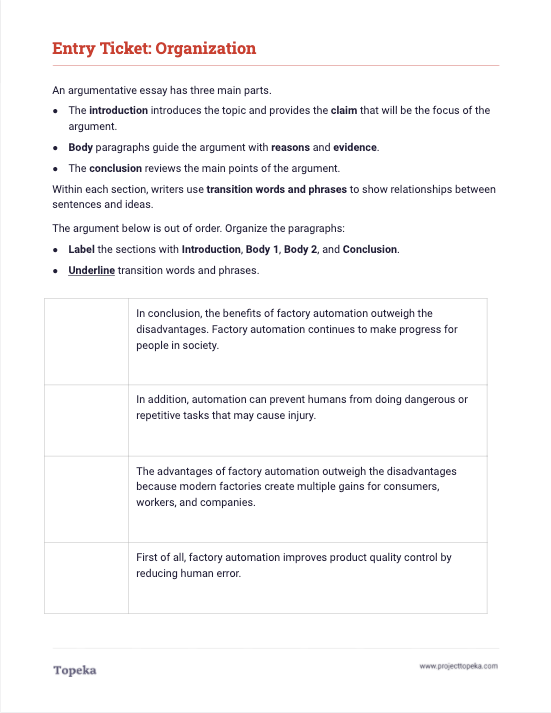 Entry Ticket: Organization
An argumentative essay has three main parts.
● The introduction introduces the topic and provides the claim that will be the focus of the
argument.
● Body paragraphs guide the argument with reasons and evidence.
● The conclusion reviews the main points of the argument.
Within each section, writers use transition words and phrases to show relationships between
sentences and ideas.
The argument below is out of order. Organize the paragraphs:
● Label the sections with Introduction, Body 1, Body 2, and Conclusion.
● Underline transition words and phrases.
In conclusion, the benefits of factory automation outweigh the
disadvantages. Factory automation continues to make progress for
people in society.
In addition, automation can prevent humans from doing dangerous or
repetitive tasks that may cause injury.
The advantages of factory automation outweigh the disadvantages
because modern factories create multiple gains for consumers,
workers, and companies.
First of all, factory automation improves product quality control by
reducing human error.
Topeka
www.projecttopeka.com